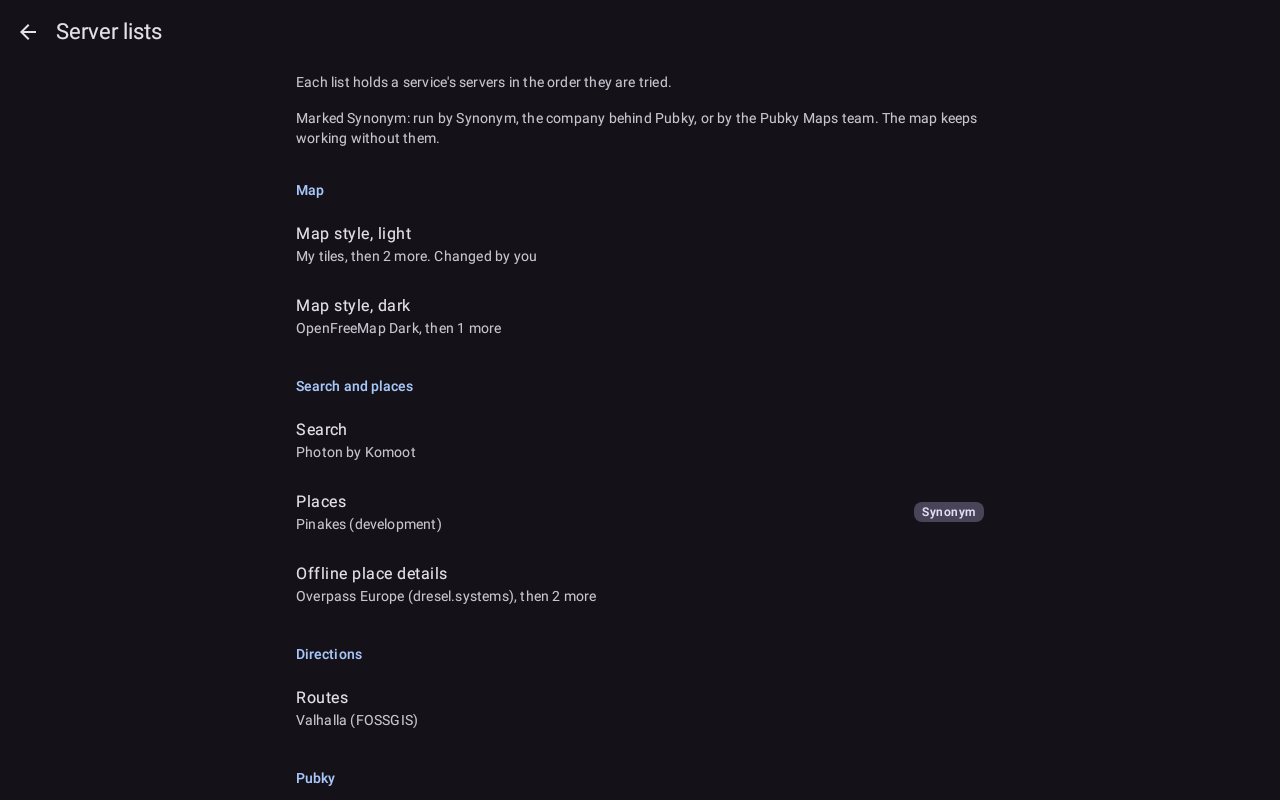 Server lists
Each list holds a service's servers in the order they are tried.
Marked Synonym: run by Synonym, the company behind Pubky, or by the Pubky Maps team. The map keeps
working without them.
Map
Map style, light
My tiles, then 2 more. Changed by you
Map style, dark
OpenFreeMap Dark, then 1 more
Search and places
Search
Photon by Komoot
Places
Pinakes (development)
Synonym
Offline place details
Overpass Europe (dresel.systems), then 2 more
Directions
Routes
Valhalla (FOSSGIS)
Pubky